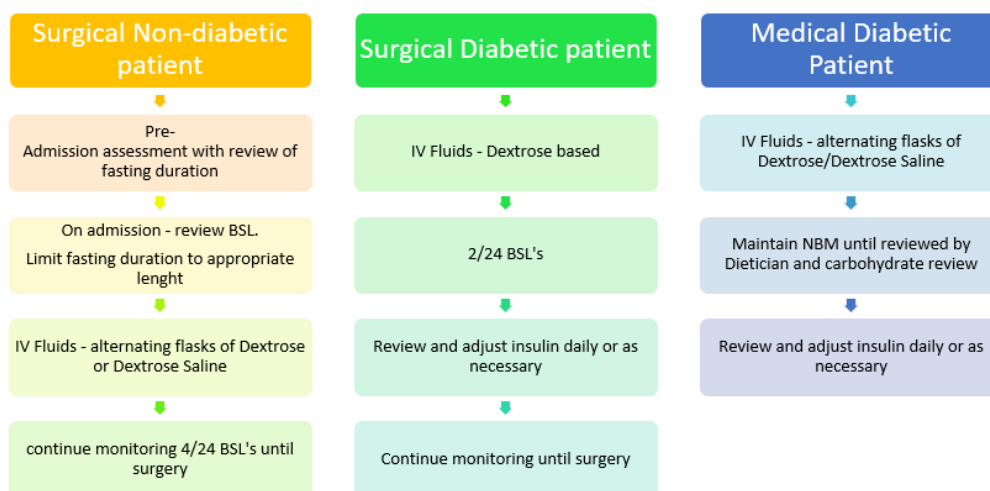 Surgical Non-diabetic
patient
Pre-
Admission assessment with review of
fasting duration
On admission - review BSL.
Limit fasting duration to appropriate
lenght
IV Fluids - alternating flasks of Dextrose
or Dextrose Saline
continue monitoring 4/24 BSL's until
surgery
Surgical Diabetic patient
IV Fluids - Dextrose based
2/24 BSL's
Review and adjust insulin daily or as
necessary
Continue monitoring until surgery
Medical Diabetic
Patient
IV Fluids - alternating flasks of
Dextrose/Dextrose Saline
Maintain NBM until reviewed by
Dietician and carbohydrate review
Review and adjust insulin daily or as
necessary